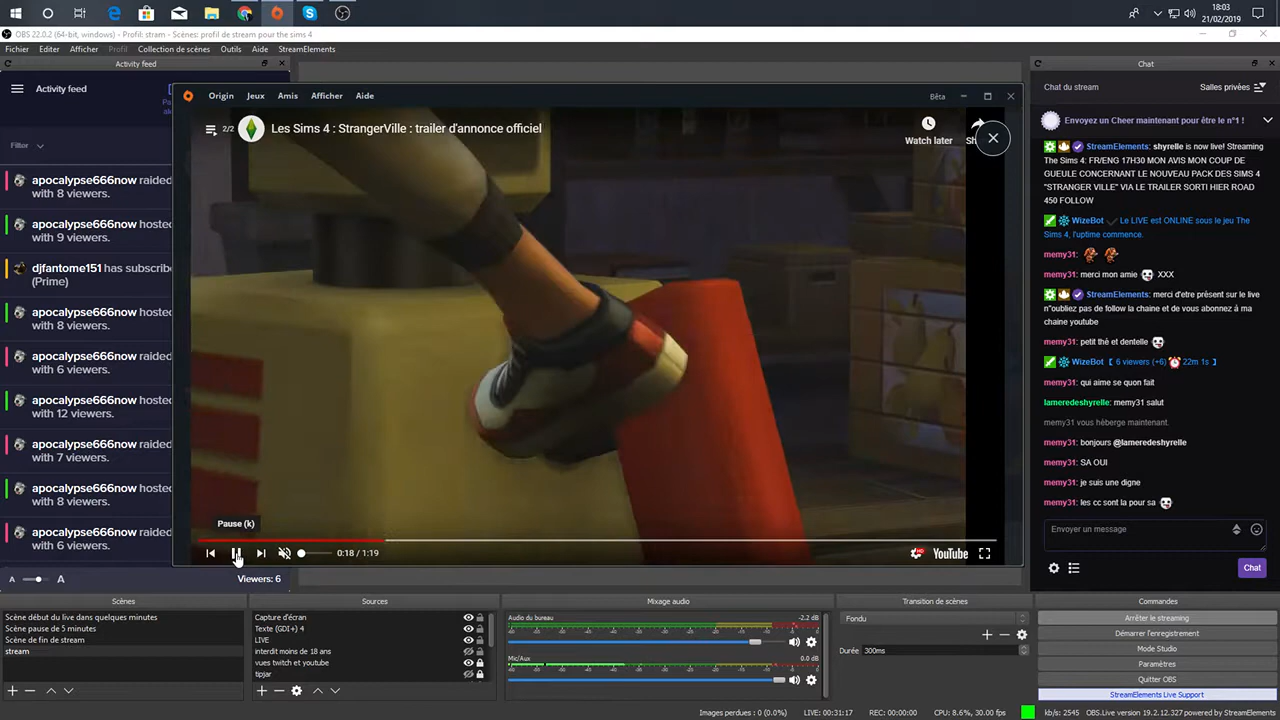 18:03
21/02/2019
OBS 22.0.2 (64-bit, windows) - Profil: stram - Scènes: profil de stream pour the sims 4
Fichier Editer Affichage Profil Collection de scènes Outils Aide StreamElements
Activity feed
Activity feed
Filter
apocalypse666now raided
with 8 viewers.
apocalypse666now hosted
with 9 viewers.
djfantome151 has subscribe
(Prime)
apocalypse666now hosted
with 8 viewers.
apocalypse666now raided
with 6 viewers.
apocalypse666now hosted
with 12 viewers.
apocalypse666now raided
with 7 viewers.
apocalypse666now hosted
with 8 viewers.
apocalypse666now raided
with 6 viewers.
A A
Viewers: 6
Origin Jeux Amis Afficher Aide
Bêta
2/2 Les Sims 4 : StrangerVille : trailer d'annonce officiel
Watch later
Sh
Pause (k)
0:18 / 1:19
HD
YouTube
Chat
Chat du stream
Salles privées
Envoyez un Cheer maintenant pour être le n°1 !
StreamElements: shyrelle is now live! Streaming
The Sims 4: FR/ENG 17H30 MON AVIS MON COUP DE
GUEULE CONCERNANT LE NOUVEAU PACK DES SIMS 4
"STRANGER VILLE" VIA LE TRAILER SORTI HIER ROAD
450 FOLLOW
WizeBot Le LIVE est ONLINE sous le jeu The
Sims 4, l'uptime commence.
memy31:
memy31: merci mon amie XXX
StreamElements: merci d'etre présent sur le live
n"oubliez pas de follow la chaine et de vous abonnez à ma
chaine youtube
memy31: petit thé et dentelle
WizeBot [ 6 viewers (+6) 22m 1s ]
memy31: qui aime se quon fait
lameredeshyrelle: memy31 salut
memy31 vous héberge maintenant.
memy31: bonjours @lameredeshyrelle
memy31: SA OUI
memy31: je suis une digne
memy31: les cc sont la pour sa
Envoyer un message
Chat
Scènes
Scène début du live dans quelques minutes
Scène pause de 5 minutes
Scène de fin de stream
stream
Sources
Capture d'écran
Texte (GDI+) 4
LIVE
interdit moins de 18 ans
vues twitch et youtube
tipjar
Mixage audio
Audio du bureau -2.2 dB
Mic/Aux 0.0 dB
Transition de scènes
Fondu
Durée 300ms
Commandes
Arrêter le streaming
Démarrer l'enregistrement
Mode Studio
Paramètres
Quitter OBS
StreamElements Live Support
Images perdues : 0 (0.0%) LIVE: 00:31:17 REC: 00:00:00 CPU: 8.6%, 30.00 fps kb/s: 2545 OBS.Live version 19.2.12.327 powered by StreamElements